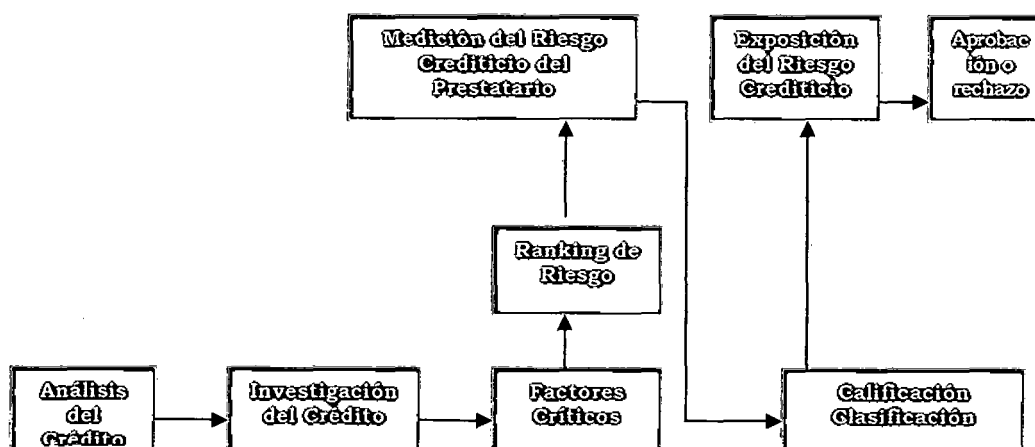 Medición del Riesgo
Crediticio del
Prestatario
Exposición
del Riesgo
Crediticio
Aprobac
ión o
rechazo
Ranking de
Riesgo
Análisis
del
Crédito
Investigación
del Crédito
Factores
Críticos
Calificación
Clasificación